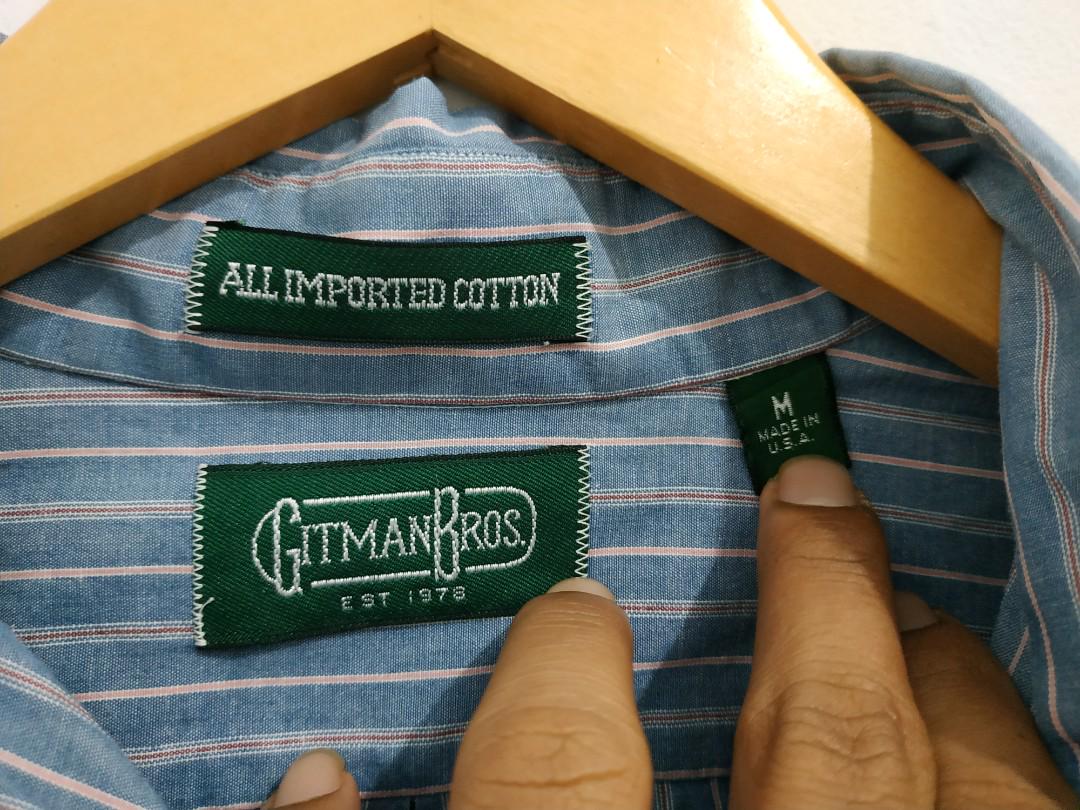 ALL IMPORTED COTTON
M
MADE IN
U.S.A.
GITMAN BROS.
EST 1978